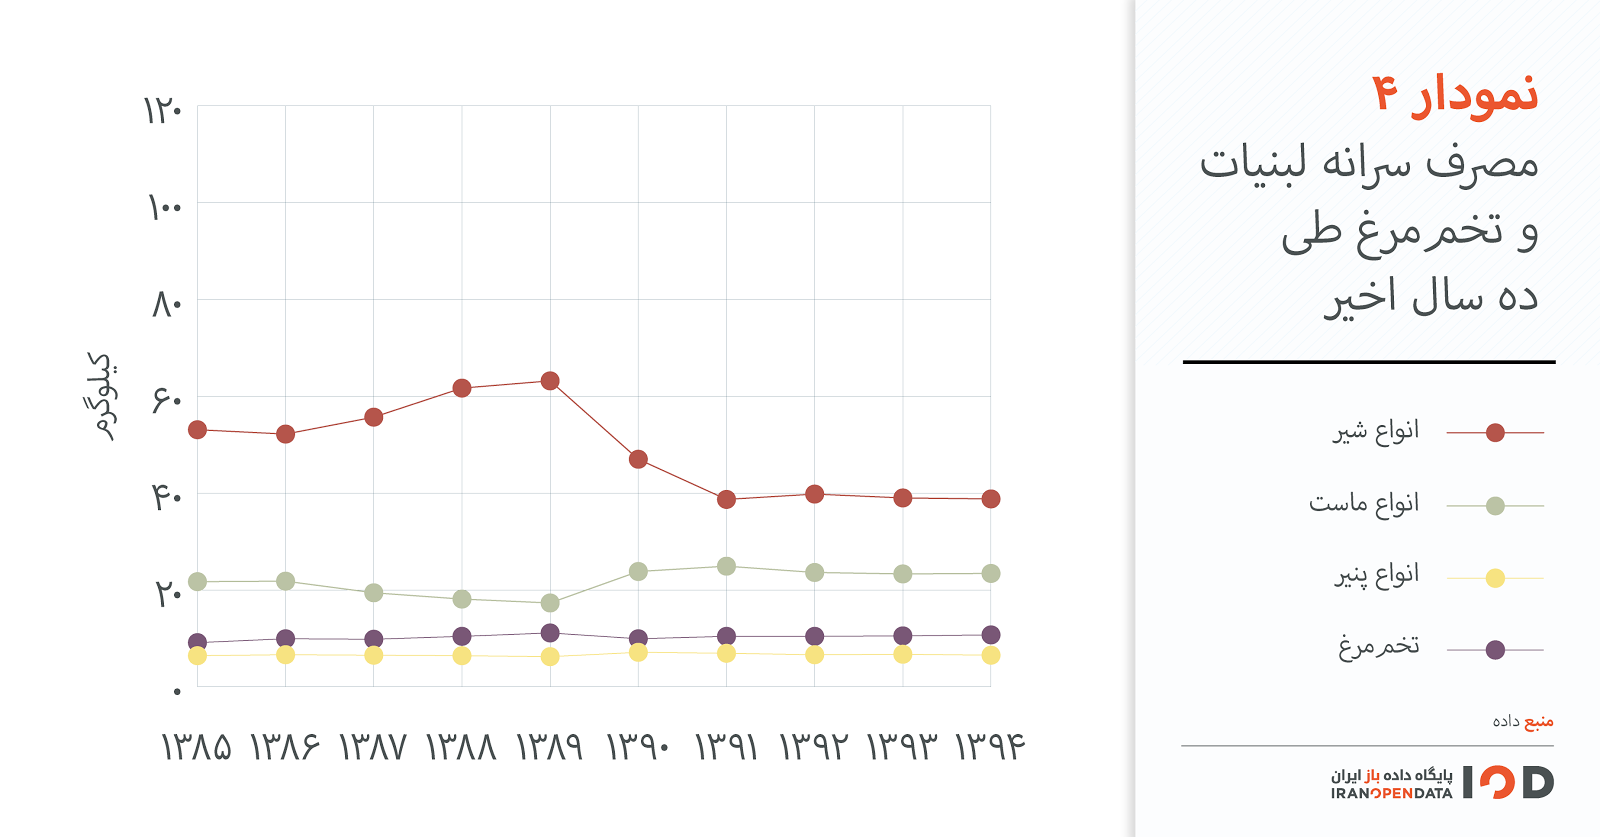 نمودار ۴
مصرف سرانه لبنیات
و تخم‌مرغ طی
ده سال اخیر
انواع شیر
انواع ماست
انواع پنیر
تخم‌مرغ
منبع داده
پایگاه داده باز ایران
IRANOPENDATA
IOD
کیلوگرم
۱۲۰
۱۰۰
۸۰
۶۰
۴۰
۲۰
۰
۱۳۸۵ ۱۳۸۶ ۱۳۸۷ ۱۳۸۸ ۱۳۸۹ ۱۳۹۰ ۱۳۹۱ ۱۳۹۲ ۱۳۹۳ ۱۳۹۴